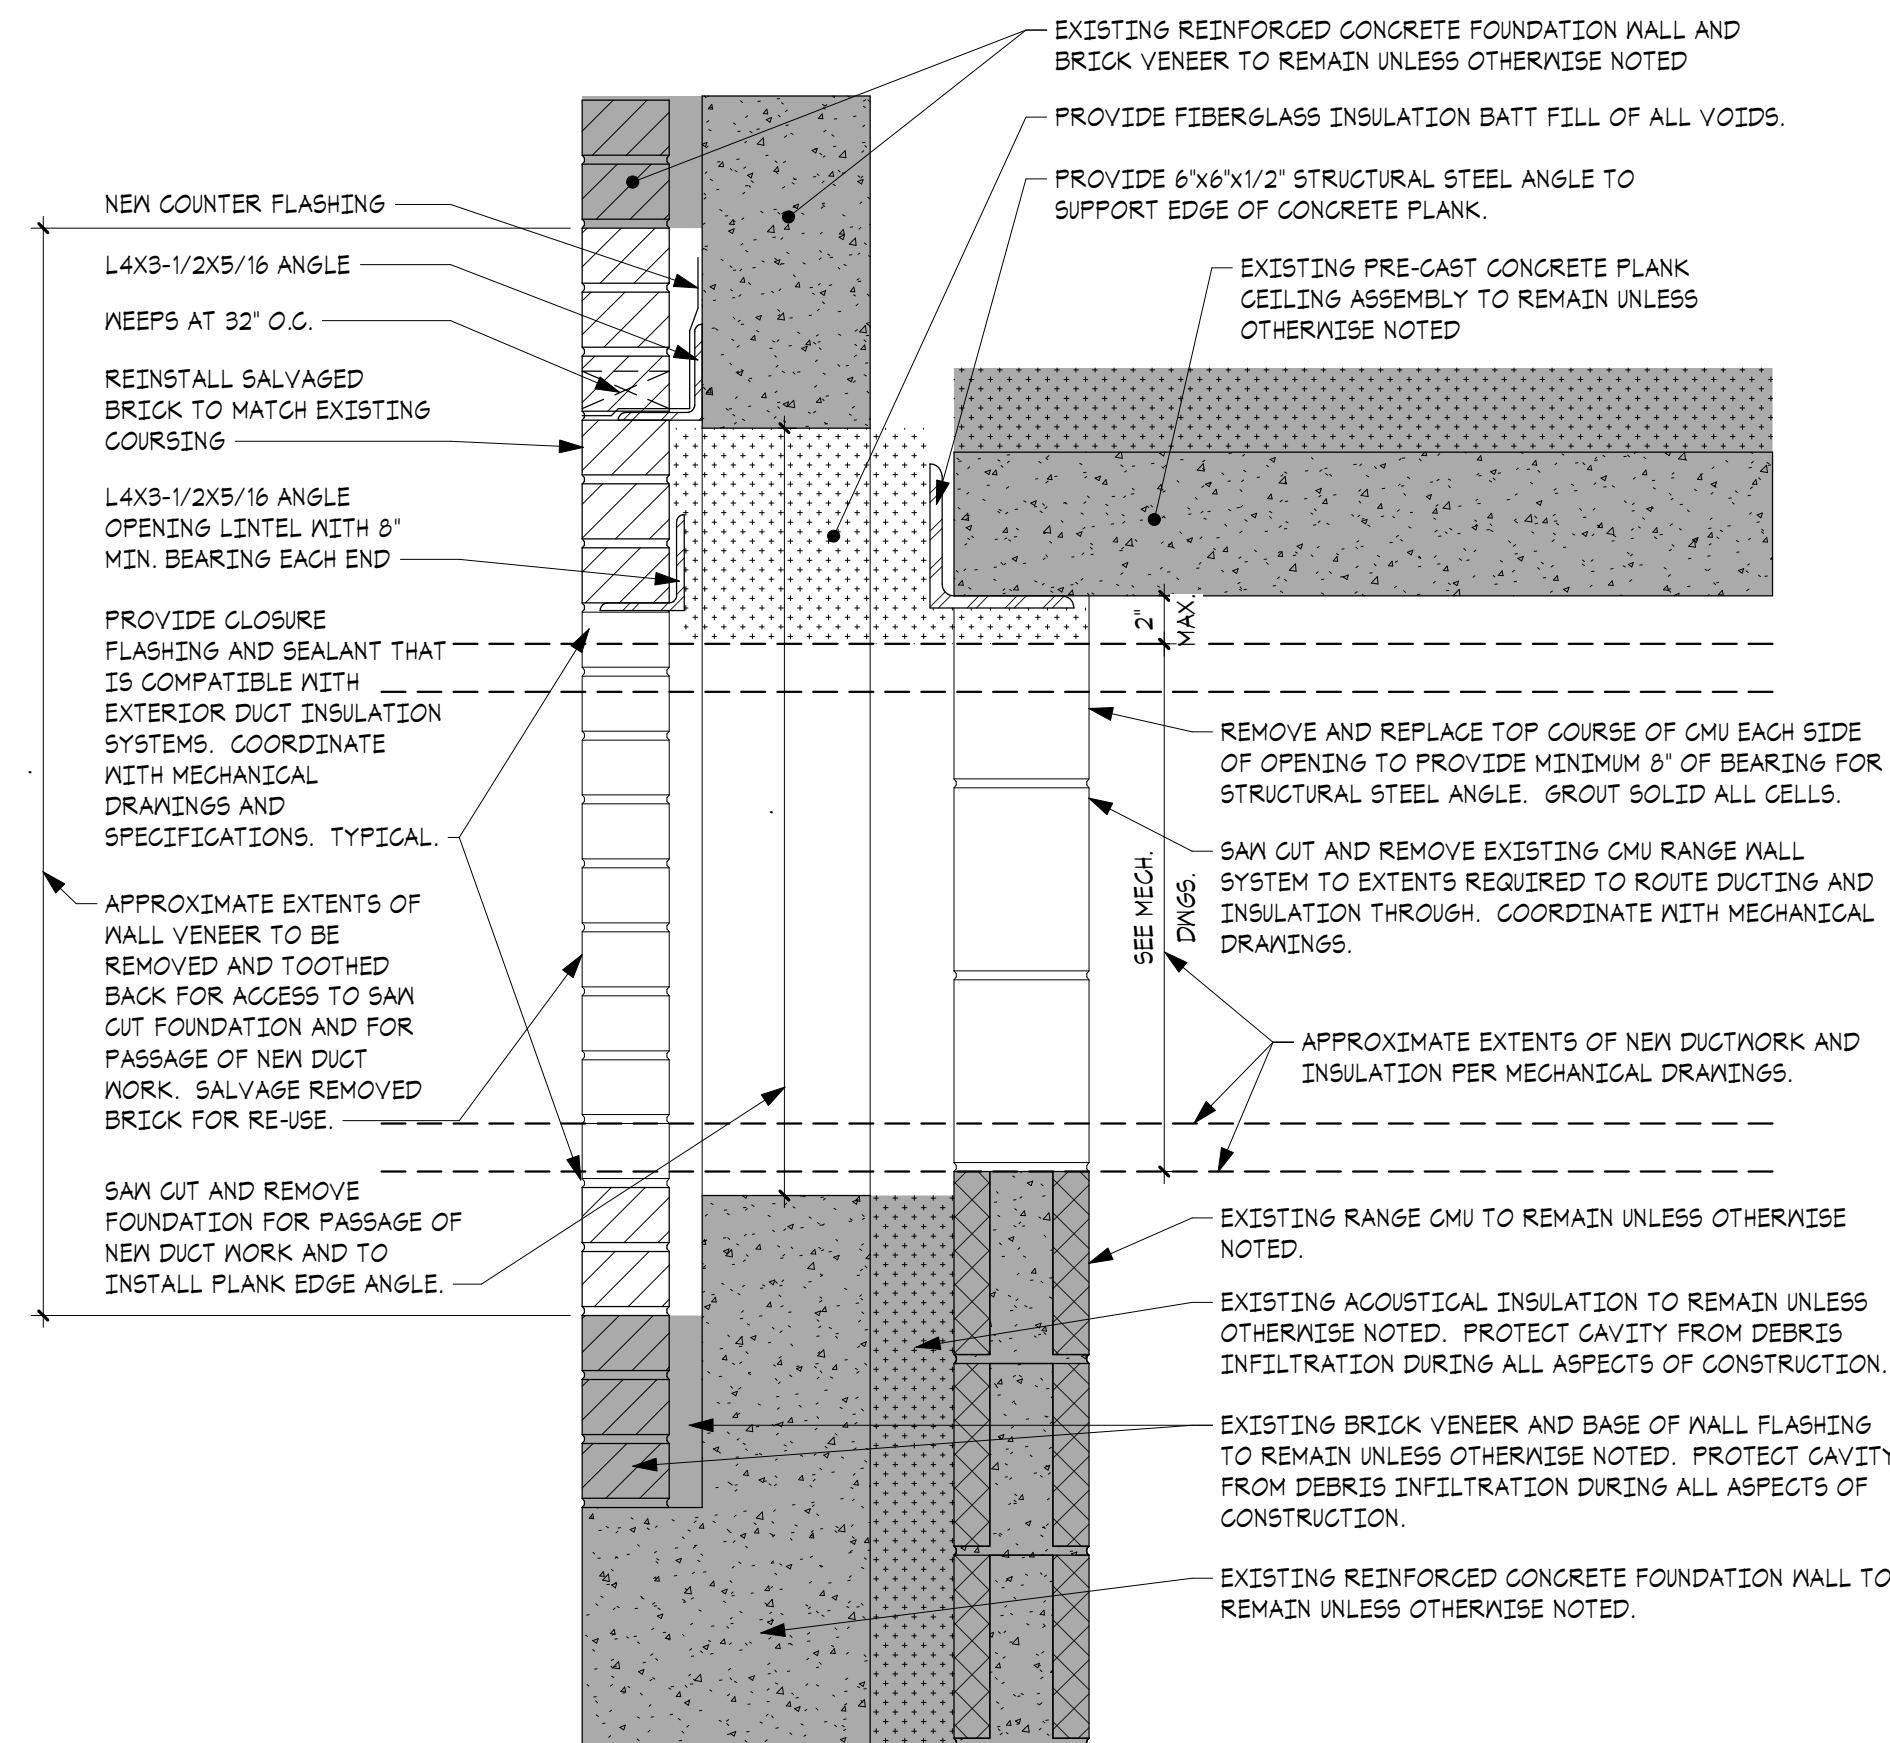 EXISTING REINFORCED CONCRETE FOUNDATION WALL AND
BRICK VENEER TO REMAIN UNLESS OTHERWISE NOTED
PROVIDE FIBERGLASS INSULATION BATT FILL OF ALL VOIDS.
PROVIDE 6"x6"x1/2" STRUCTURAL STEEL ANGLE TO
SUPPORT EDGE OF CONCRETE PLANK.
EXISTING PRE-CAST CONCRETE PLANK
CEILING ASSEMBLY TO REMAIN UNLESS
OTHERWISE NOTED
NEW COUNTER FLASHING
L4X3-1/2X5/16 ANGLE
WEEPS AT 32" O.C.
REINSTALL SALVAGED
BRICK TO MATCH EXISTING
COURSING
L4X3-1/2X5/16 ANGLE
OPENING LINTEL WITH 8"
MIN. BEARING EACH END
PROVIDE CLOSURE
FLASHING AND SEALANT THAT
IS COMPATIBLE WITH
EXTERIOR DUCT INSULATION
SYSTEMS. COORDINATE
WITH MECHANICAL
DRAWINGS AND
SPECIFICATIONS. TYPICAL.
APPROXIMATE EXTENTS OF
WALL VENEER TO BE
REMOVED AND TOOTHED
BACK FOR ACCESS TO SAW
CUT FOUNDATION AND FOR
PASSAGE OF NEW DUCT
WORK. SALVAGE REMOVED
BRICK FOR RE-USE.
SAW CUT AND REMOVE
FOUNDATION FOR PASSAGE OF
NEW DUCT WORK AND TO
INSTALL PLANK EDGE ANGLE.
2"
MAX.
SEE MECH.
DWGS.
REMOVE AND REPLACE TOP COURSE OF CMU EACH SIDE
OF OPENING TO PROVIDE MINIMUM 8" OF BEARING FOR
STRUCTURAL STEEL ANGLE. GROUT SOLID ALL CELLS.
SAW CUT AND REMOVE EXISTING CMU RANGE WALL
SYSTEM TO EXTENTS REQUIRED TO ROUTE DUCTING AND
INSULATION THROUGH. COORDINATE WITH MECHANICAL
DRAWINGS.
APPROXIMATE EXTENTS OF NEW DUCTWORK AND
INSULATION PER MECHANICAL DRAWINGS.
EXISTING RANGE CMU TO REMAIN UNLESS OTHERWISE
NOTED.
EXISTING ACOUSTICAL INSULATION TO REMAIN UNLESS
OTHERWISE NOTED. PROTECT CAVITY FROM DEBRIS
INFILTRATION DURING ALL ASPECTS OF CONSTRUCTION.
EXISTING BRICK VENEER AND BASE OF WALL FLASHING
TO REMAIN UNLESS OTHERWISE NOTED. PROTECT CAVITY
FROM DEBRIS INFILTRATION DURING ALL ASPECTS OF
CONSTRUCTION.
EXISTING REINFORCED CONCRETE FOUNDATION WALL TO
REMAIN UNLESS OTHERWISE NOTED.